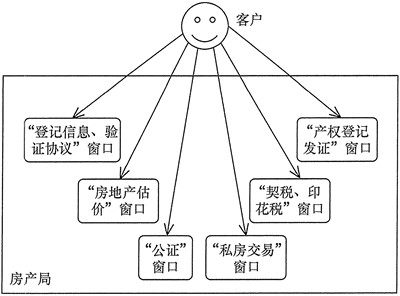 客户
“登记信息、验
证协议”窗口
“产权登记
发证”窗口
“房地产估
价”窗口
“契税、印
花税”窗口
“公证”
窗口
“私房交易”
窗口
房产局